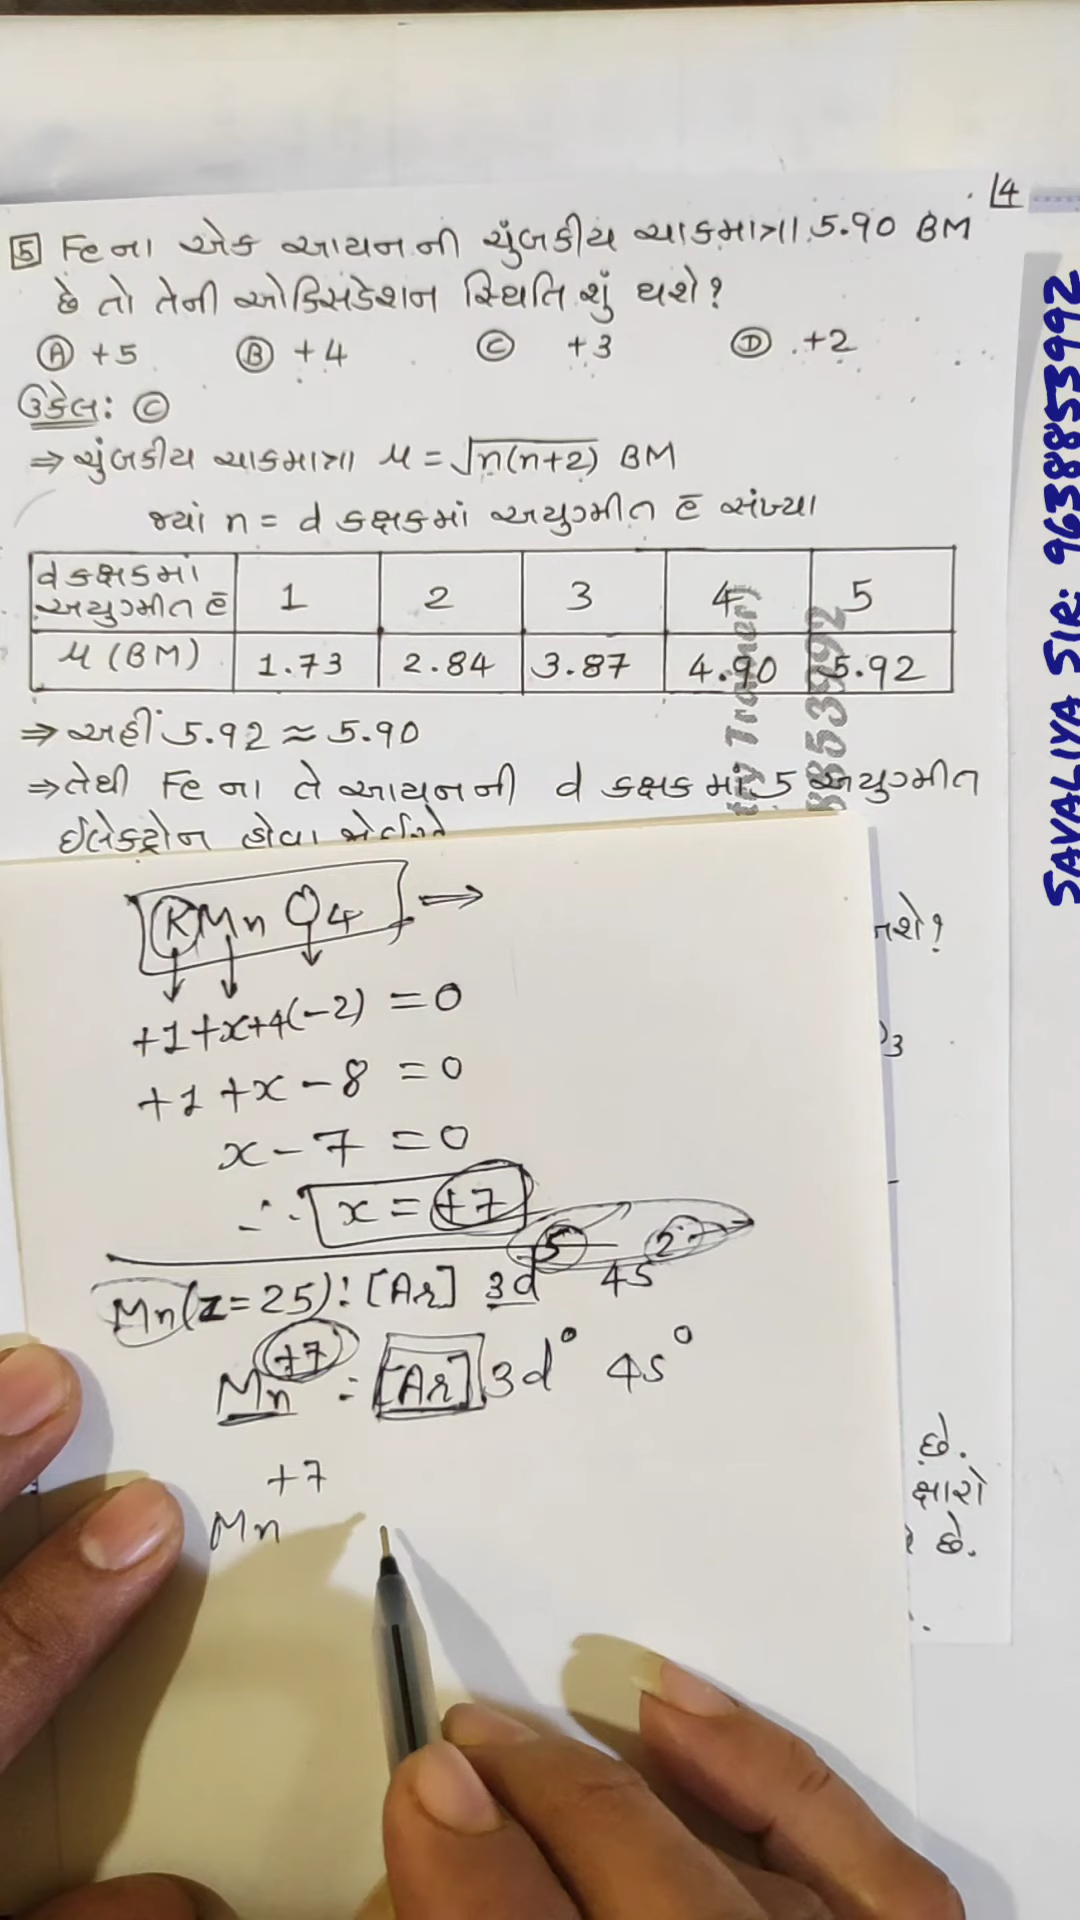 4
5 Fe ના એક આયનની ચુંબકીય ચાકમાત્રા 5.90 BM
છે તો તેની ઓક્સિડેશન સ્થિતિ શું થશે?
(A) +5 (B) +4 (C) +3 (D) +2
ઉકેલ: (C)
⇒ ચુંબકીય ચાકમાત્રા μ = √n(n+2) BM
જ્યાં n = d કક્ષકમાં અયુગ્મીત ē સંખ્યા
d કક્ષકમાં અયુગ્મીત ē 1 2 3 4 5
μ (BM) 1.73 2.84 3.87 4.90 5.92
⇒ અહીં 5.92 ≈ 5.90
⇒ તેથી Fe ના તે આયનની d કક્ષકમાં 5 અયુગ્મીત
ઈલેક્ટ્રોન હોવા જોઈએ
KMnO4 →
+1+x+4(-2) = 0
+1+x-8 = 0
x-7 = 0
∴ x = +7
Mn(z=25): [Ar] 3d⁵ 4s²
Mn⁺⁷ = [Ar] 3d⁰ 4s⁰
Mn⁺⁷
3
છે.
ક્ષારો
છે.
SAVALIYA SIR: 9638853992